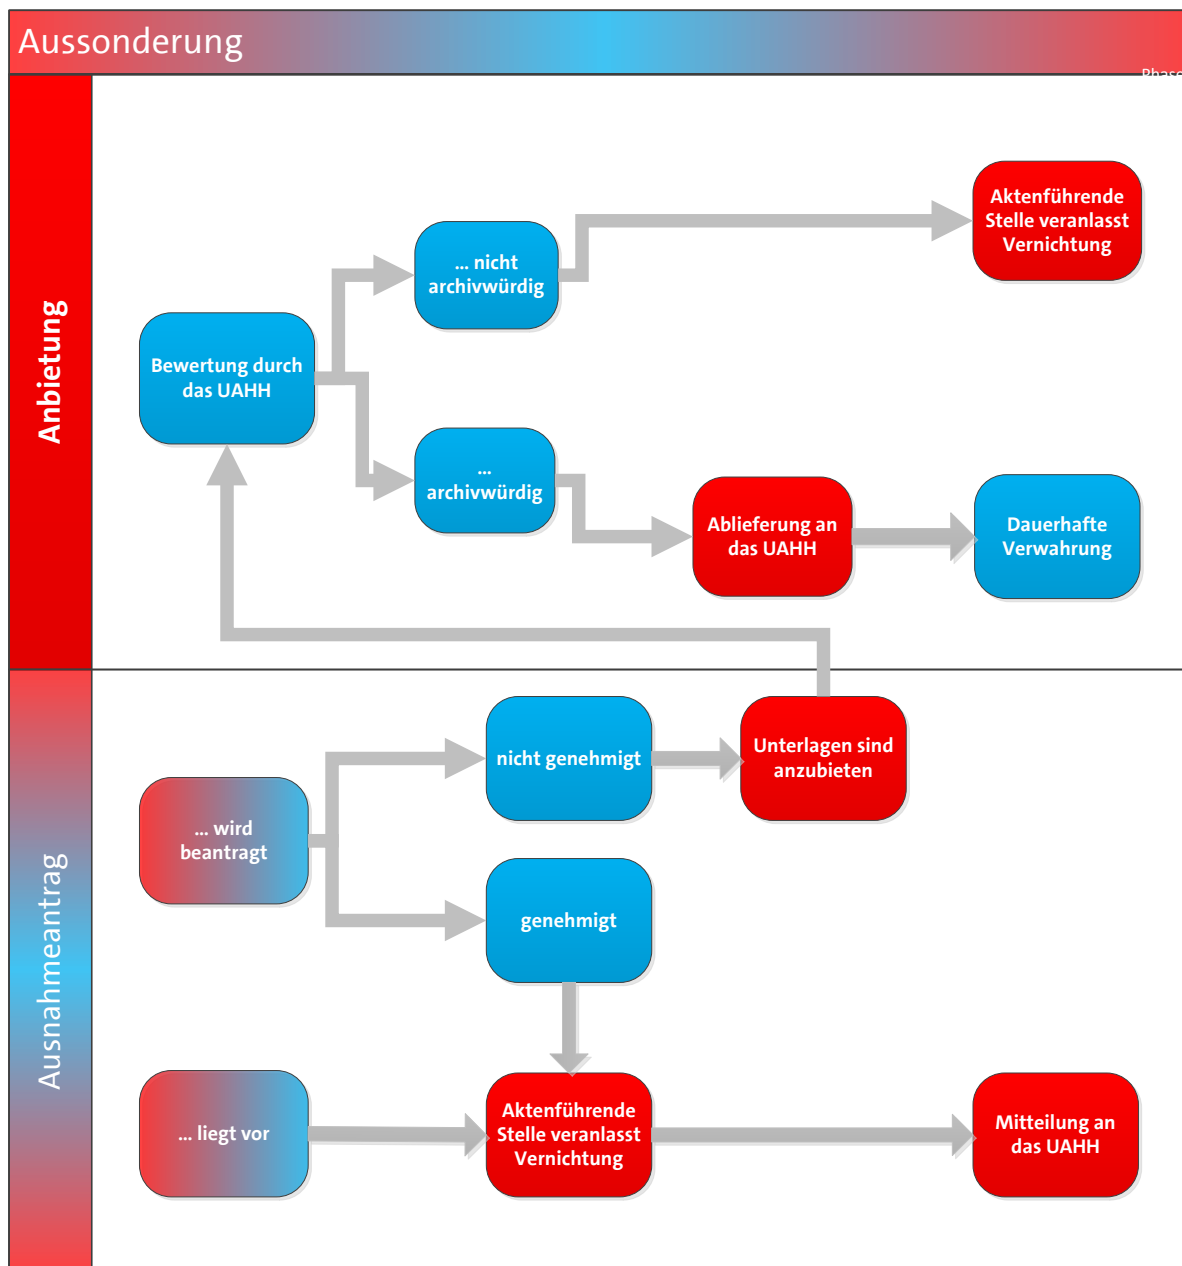 Aussonderung
Phase
Anbietung
Aktenführende
Stelle veranlasst
Vernichtung
... nicht
archivwürdig
Bewertung durch
das UAHH
...
archivwürdig
Ablieferung an
das UAHH
Dauerhafte
Verwahrung
Ausnahmeantrag
nicht genehmigt
Unterlagen sind
anzubieten
... wird
beantragt
genehmigt
... liegt vor
Aktenführende
Stelle veranlasst
Vernichtung
Mitteilung an
das UAHH